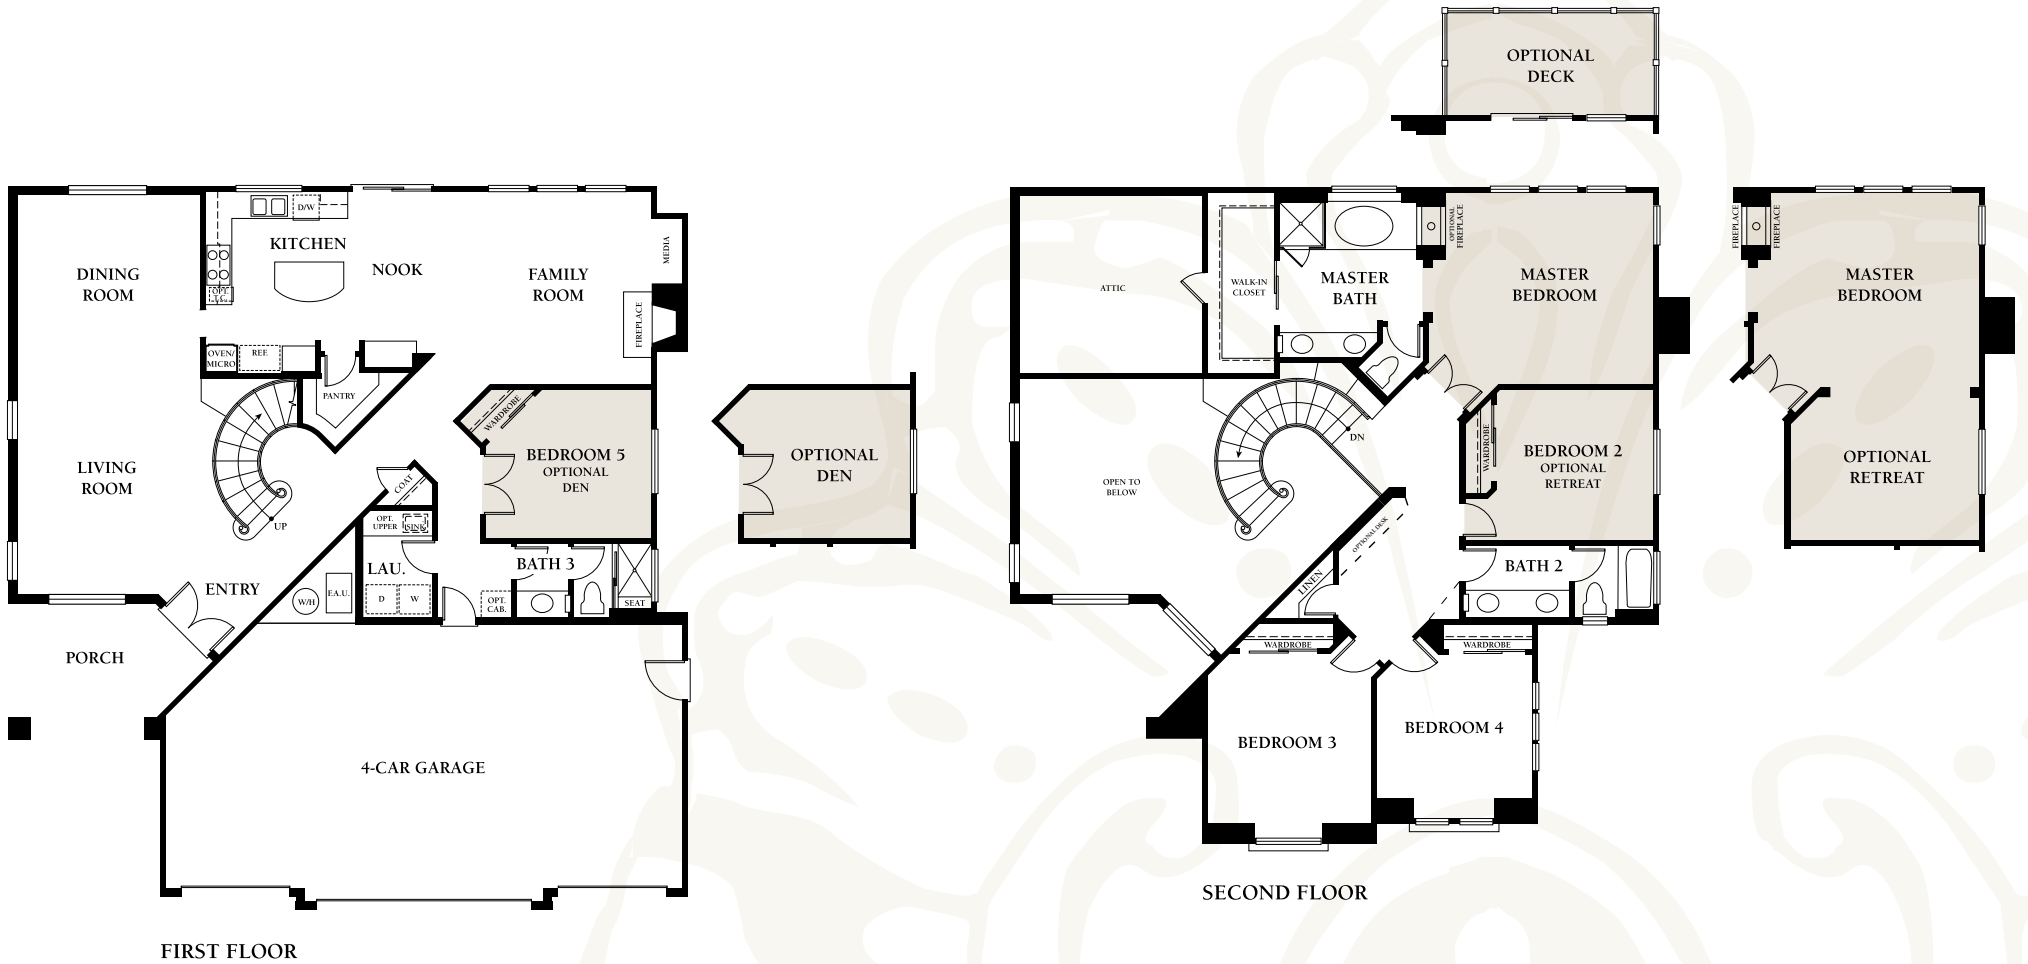 DINING
ROOM
KITCHEN
D/W
OPT.
T.C.
NOOK
FAMILY
ROOM
MEDIA
FIREPLACE
OVEN/
MICRO
REF.
PANTRY
LIVING
ROOM
UP
WARDROBE
BEDROOM 5
OPTIONAL
DEN
COAT
OPT.
UPPER
SINK
LAU.
D
W
W/H
F.A.U.
ENTRY
BATH 3
OPT.
CAB.
SEAT
PORCH
4-CAR GARAGE
FIRST FLOOR
OPTIONAL
DEN
OPTIONAL
DECK
ATTIC
WALK-IN
CLOSET
MASTER
BATH
OPTIONAL
FIREPLACE
MASTER
BEDROOM
OPEN TO
BELOW
DN
WARDROBE
BEDROOM 2
OPTIONAL
RETREAT
OPTIONAL DESK
LINEN
BATH 2
WARDROBE
WARDROBE
BEDROOM 3
BEDROOM 4
SECOND FLOOR
FIREPLACE
FIREPLACE
MASTER
BEDROOM
OPTIONAL
RETREAT